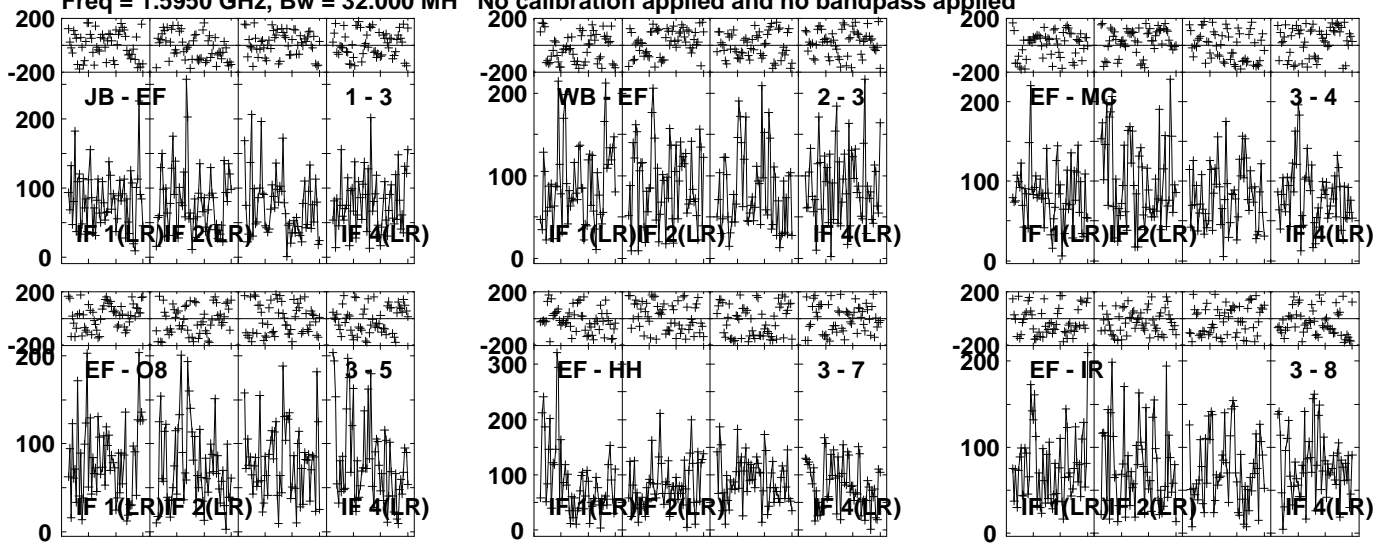 Freq = 1.5950 GHz, Bw = 32.000 MH No calibration applied and no bandpass applied
200
-200
JB - EF 1 - 3
200
100
0
IF 1(LR) IF 2(LR) IF 4(LR)
200
-200
WB - EF 2 - 3
200
100
0
IF 1(LR) IF 2(LR) IF 4(LR)
200
-200
EF - MC 3 - 4
200
100
0
IF 1(LR) IF 2(LR) IF 4(LR)
200
-200
200
EF - O8 3 - 5
100
0
IF 1(LR) IF 2(LR) IF 4(LR)
200
-200
300
EF - HH 3 - 7
200
100
0
IF 1(LR) IF 2(LR) IF 4(LR)
200
-200
200
EF - IR 3 - 8
100
0
IF 1(LR) IF 2(LR) IF 4(LR)